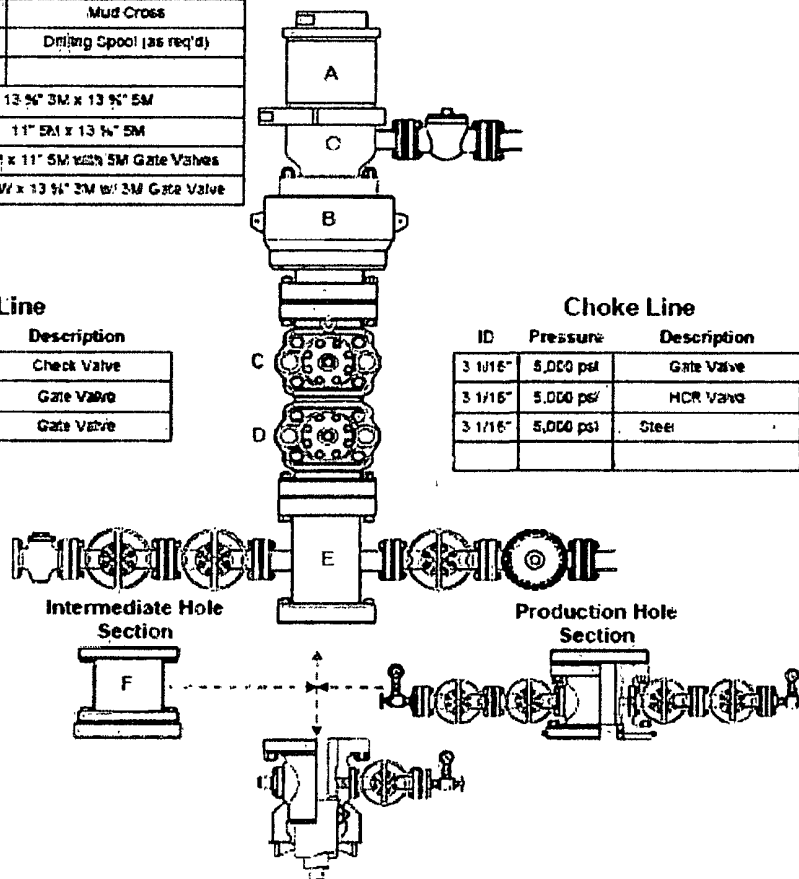 Mud Cross
Drilling Spool (as req'd)
13 ⅝" 3M x 13 ⅝" 5M
11" 5M x 13 ⅝" 5M
x 11" 5M with 5M Gate Valves
x 13 ⅝" 3M w/ 3M Gate Valve
A
C
B
Line
Description
Check Valve
Gate Valve
Gate Valve
Choke Line
ID Pressure Description
3 1/16" 5,000 psi Gate Valve
3 1/16" 5,000 psi HCR Valve
3 1/16" 5,000 psi Steel
C
D
E
Intermediate Hole
Section
Production Hole
Section
F